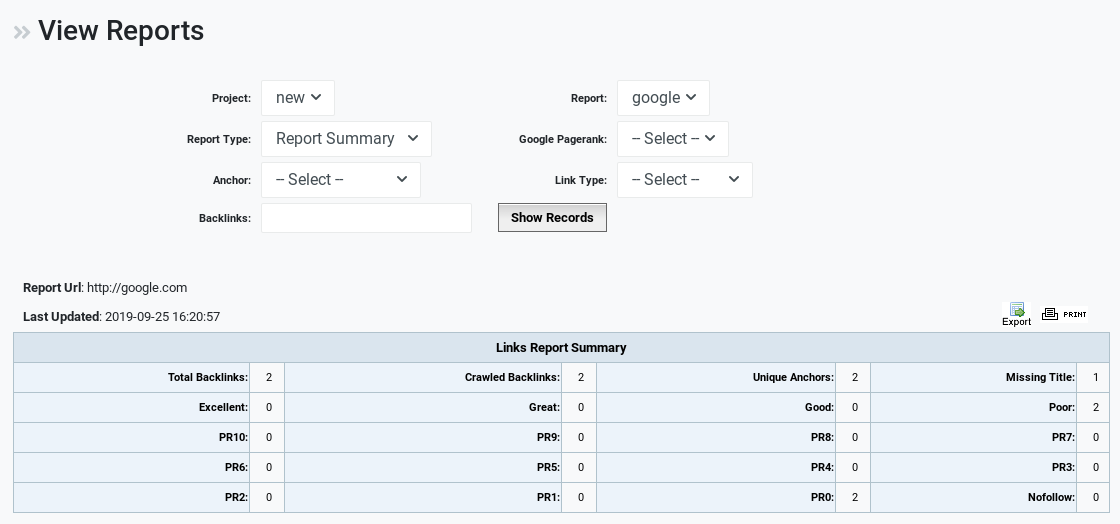 » View Reports
Project: new Report: google
Report Type: Report Summary Google Pagerank: -- Select --
Anchor: -- Select -- Link Type: -- Select --
Backlinks: Show Records
Report Url: http://google.com
Last Updated: 2019-09-25 16:20:57 Export PRINT
Links Report Summary
Total Backlinks: 2 Crawled Backlinks: 2 Unique Anchors: 2 Missing Title: 1
Excellent: 0 Great: 0 Good: 0 Poor: 2
PR10: 0 PR9: 0 PR8: 0 PR7: 0
PR6: 0 PR5: 0 PR4: 0 PR3: 0
PR2: 0 PR1: 0 PR0: 2 Nofollow: 0